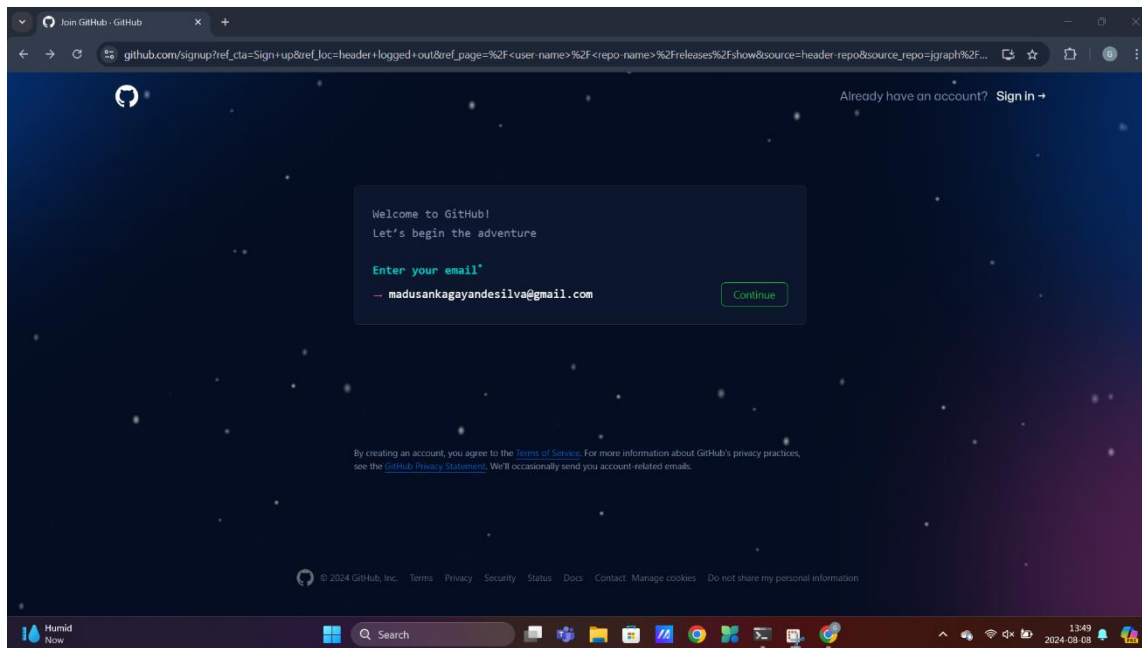 Join GitHub · GitHub
github.com/signup?ref_cta=Sign+up&ref_loc=header+logged+out&ref_page=%2F<user-name>%2F<repo-name>%2Freleases%2Fshow&source=header-repo&source_repo=jgraph%2F...
G
Already have an account? Sign in →
Welcome to GitHub!
Let's begin the adventure
Enter your email*
→ madusankagayandesilva@gmail.com
Continue
By creating an account, you agree to the Terms of Service. For more information about GitHub's privacy practices,
see the GitHub Privacy Statement. We'll occasionally send you account-related emails.
© 2024 GitHub, Inc. Terms Privacy Security Status Docs Contact Manage cookies Do not share my personal information
Humid
Now
Search
13:49
2024-08-08